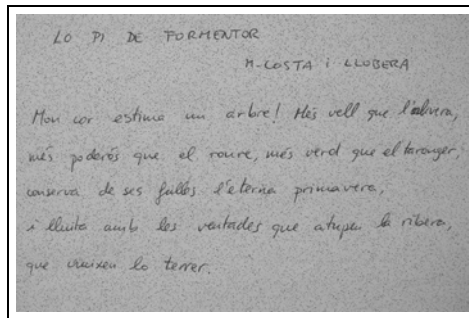 LO PI DE FORMENTOR
M. COSTA i LLOBERA
Mon cor estima un arbre! Més vell que l'olivera,
més poderós que el roure, més verd que el taronger,
conserva de ses fulles l'eterna primavera,
i lluita amb les ventades que atupen la ribera,
que cruixen lo terrer.